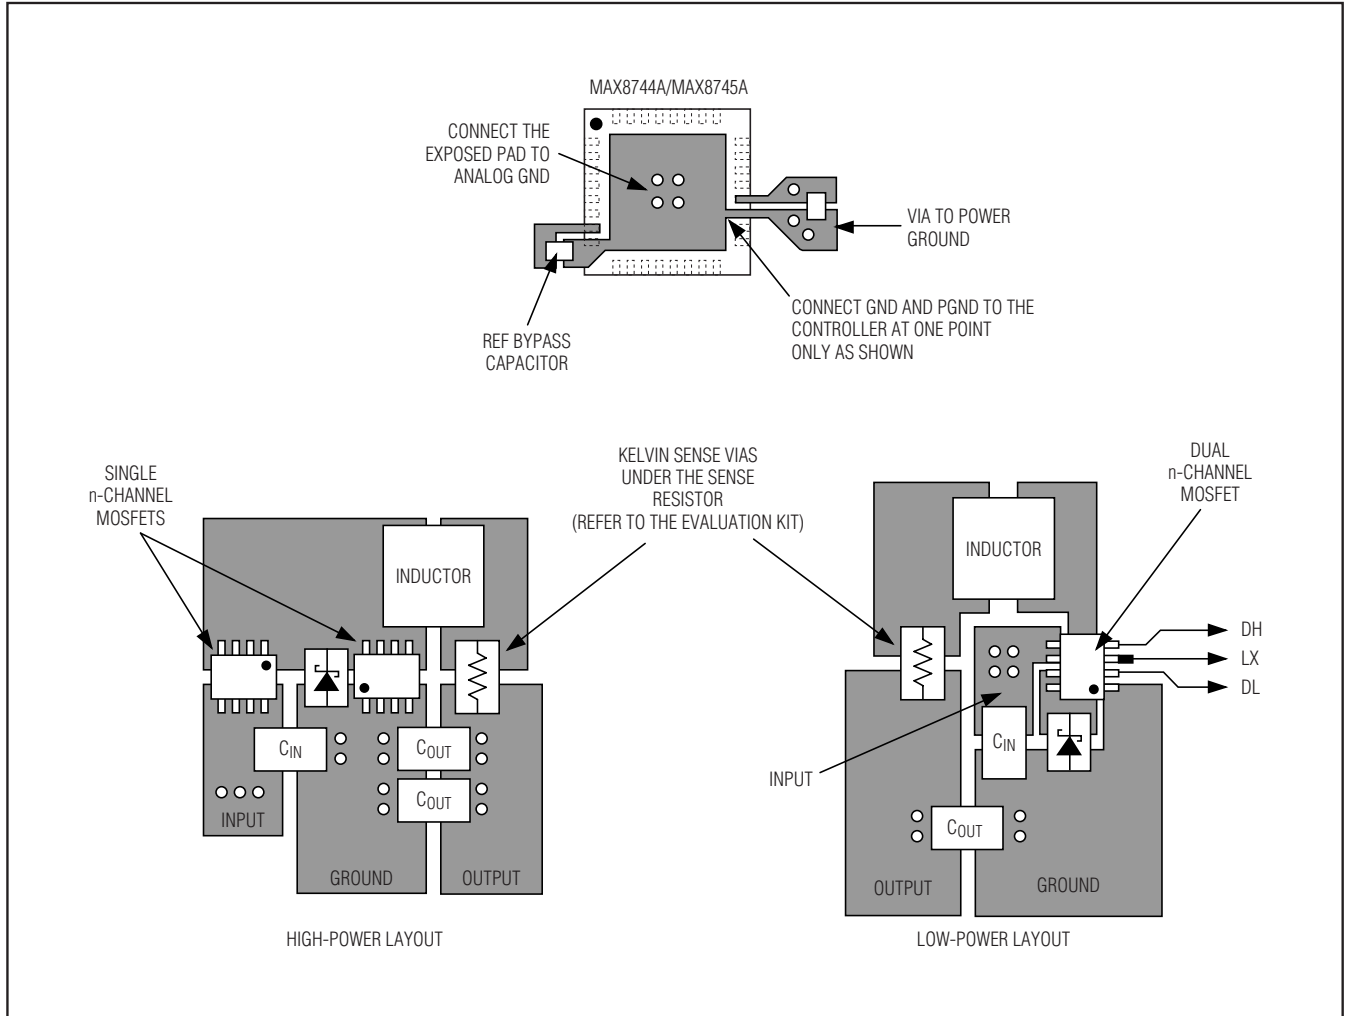 MAX8744A/MAX8745A
CONNECT THE
EXPOSED PAD TO
ANALOG GND
VIA TO POWER
GROUND
CONNECT GND AND PGND TO THE
CONTROLLER AT ONE POINT
ONLY AS SHOWN
REF BYPASS
CAPACITOR
SINGLE
n-CHANNEL
MOSFETS
KELVIN SENSE VIAS
UNDER THE SENSE
RESISTOR
(REFER TO THE EVALUATION KIT)
DUAL
n-CHANNEL
MOSFET
INDUCTOR
CIN
COUT
COUT
INPUT
GROUND
OUTPUT
HIGH-POWER LAYOUT
INDUCTOR
DH
LX
DL
CIN
INPUT
COUT
OUTPUT
GROUND
LOW-POWER LAYOUT